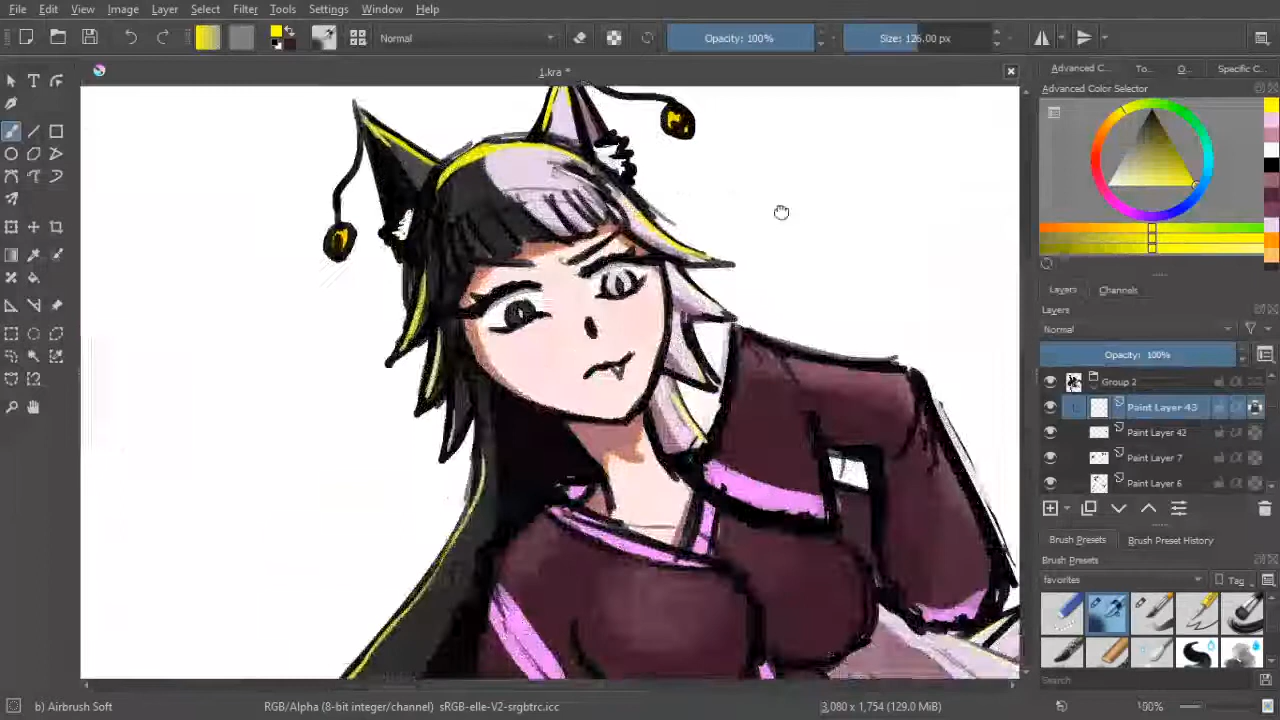 File Edit View Image Layer Select Filter Tools Settings Window Help
Normal
Opacity: 100%
Size: 126.00 px
1.kra *
Advanced C... To... O... Specific C...
Advanced Color Selector
Layers Channels
Layers
Normal
Opacity: 100%
Group 2
Paint Layer 43
Paint Layer 42
Paint Layer 7
Paint Layer 6
Brush Presets Brush Preset History
Brush Presets
favorites
Tag
Search
b) Airbrush Soft
RGB/Alpha (8-bit integer/channel) sRGB-elle-V2-srgbtrc.icc
3,080 x 1,754 (129.0 MiB)
100%